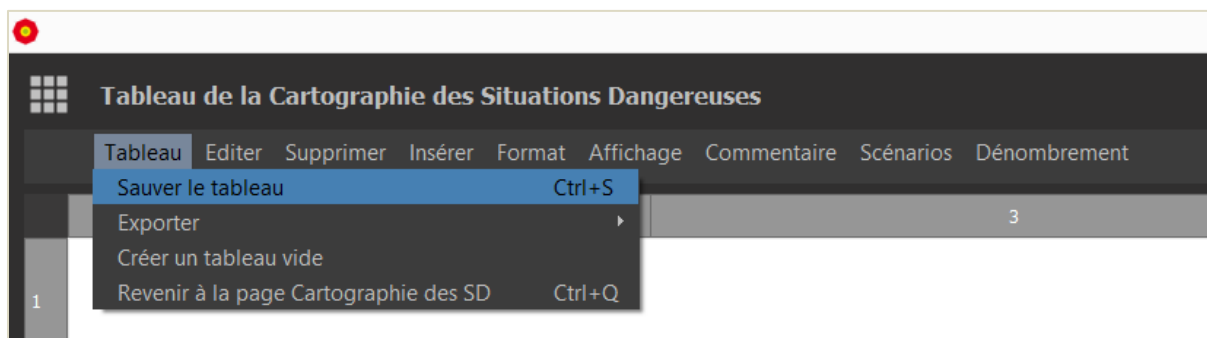 Tableau de la Cartographie des Situations Dangereuses
Tableau Editer Supprimer Insérer Format Affichage Commentaire Scénarios Dénombrement
Sauver le tableau Ctrl+S
Exporter
3
Créer un tableau vide
Revenir à la page Cartographie des SD Ctrl+Q
1